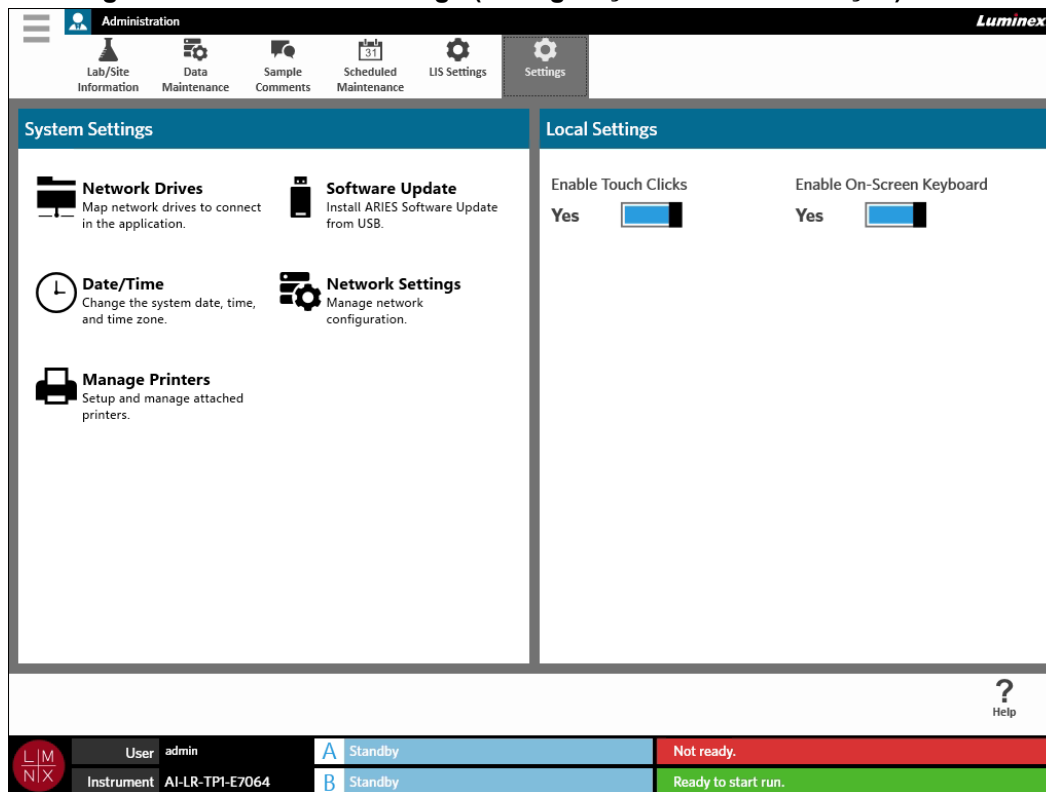 Administration
Luminex
Lab/Site
Information
Data
Maintenance
Sample
Comments
31
Scheduled
Maintenance
LIS Settings
Settings
System Settings
Network Drives
Map network drives to connect
in the application.
Software Update
Install ARIES Software Update
from USB.
Date/Time
Change the system date, time,
and time zone.
Network Settings
Manage network
configuration.
Manage Printers
Setup and manage attached
printers.
Local Settings
Enable Touch Clicks
Yes
Enable On-Screen Keyboard
Yes
?
Help
LM
NX
User admin
Instrument AI-LR-TP1-E7064
A Standby
B Standby
Not ready.
Ready to start run.